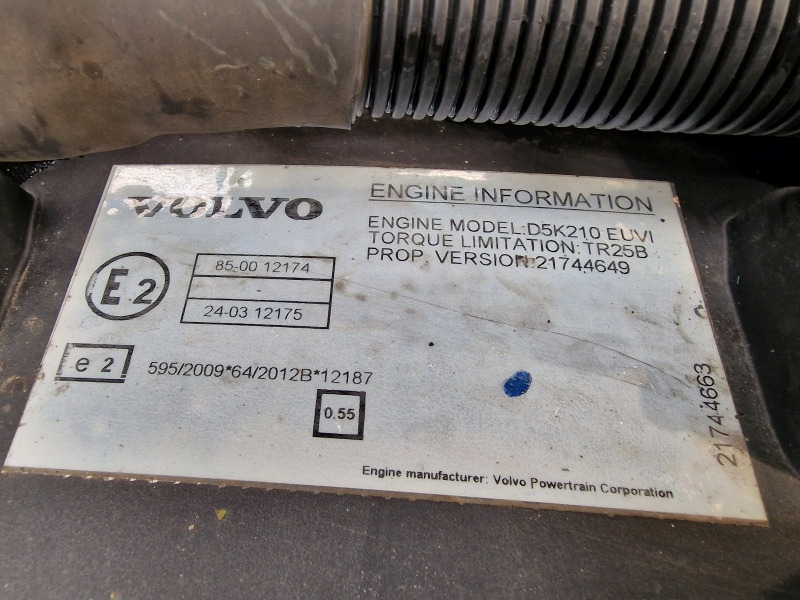 VOLVO
ENGINE INFORMATION
ENGINE MODEL:D5K210 EUVI
TORQUE LIMITATION:TR25B
PROP. VERSION:21744649
E2
85-00 12174
-
24-03 12175
e 2
595/2009*64/2012B*12187
0.55
21744663
Engine manufacturer: Volvo Powertrain Corporation